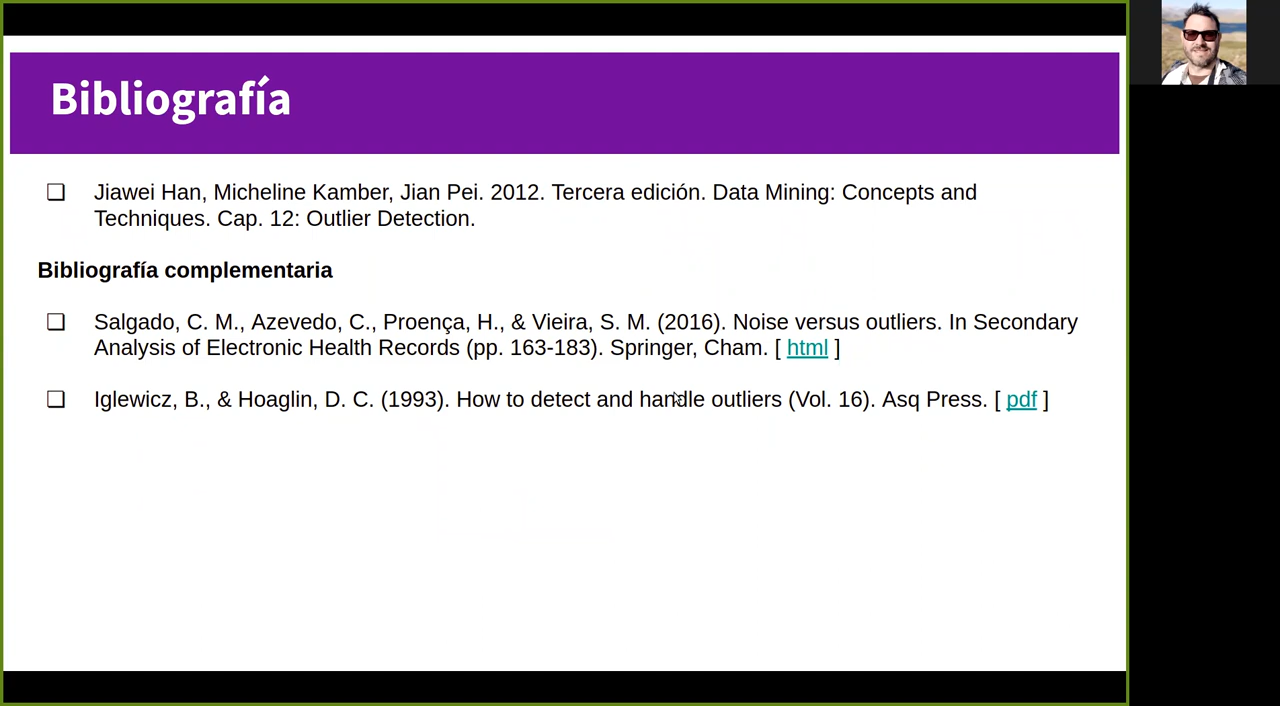 Bibliografía
❏ Jiawei Han, Micheline Kamber, Jian Pei. 2012. Tercera edición. Data Mining: Concepts and
Techniques. Cap. 12: Outlier Detection.
Bibliografía complementaria
❏ Salgado, C. M., Azevedo, C., Proença, H., & Vieira, S. M. (2016). Noise versus outliers. In Secondary
Analysis of Electronic Health Records (pp. 163-183). Springer, Cham. [ html ]
❏ Iglewicz, B., & Hoaglin, D. C. (1993). How to detect and handle outliers (Vol. 16). Asq Press. [ pdf ]